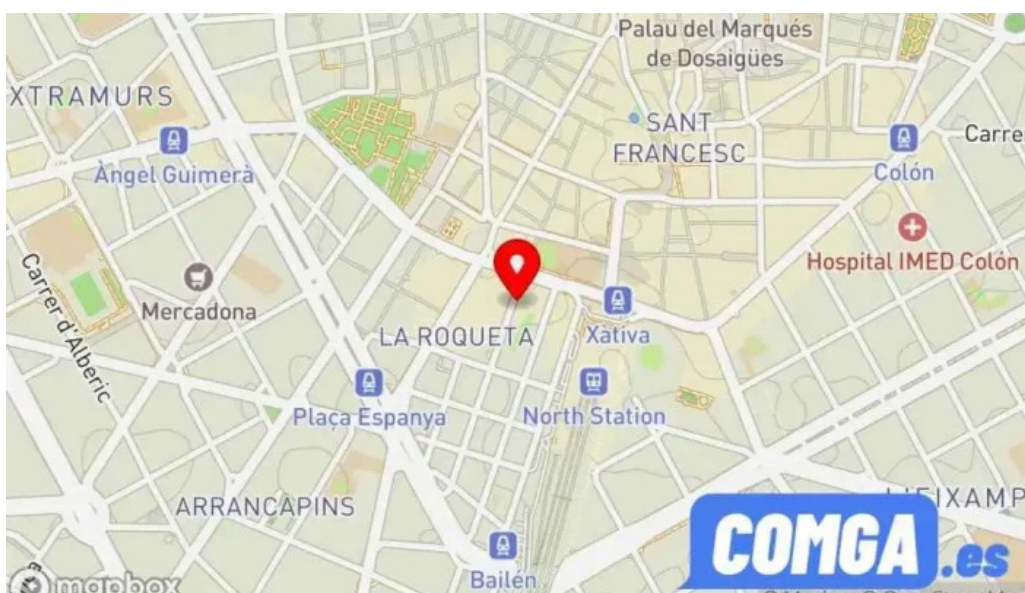 Palau del Marqués
de Dosaigües
XTRAMURS
SANT
FRANCESC
Carre
Àngel Guimerà
Colón
Hospital IMED Colón
Carrer d'Alberic
Mercadona
LA ROQUETA
Xativa
Plaça Espanya
North Station
ARRANCAPINS
L'EIXAMP
COMGA.es
Bailén
mapbox